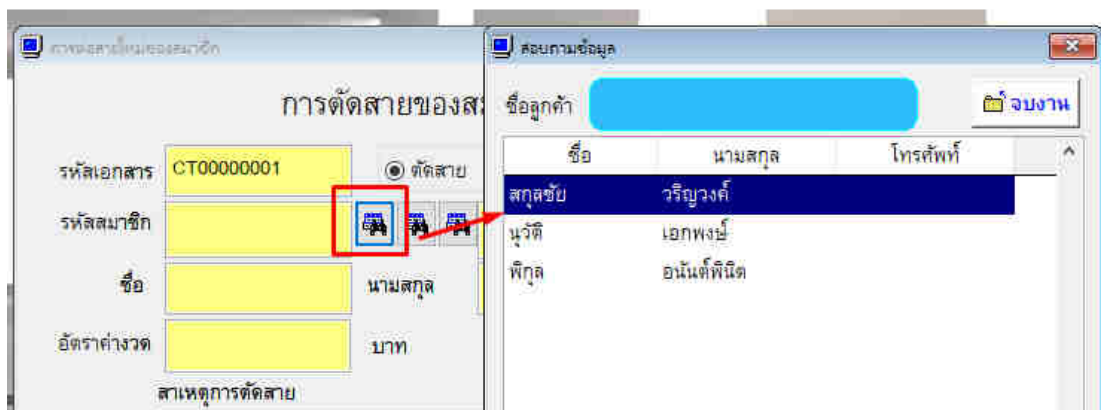 สอบถามข้อมูล
การตัดสายของส
ชื่อลูกค้า
จบงาน
ชื่อ นามสกุล โทรศัพท์
รหัสเอกสาร CT00000001 ตัดสาย
สกุลชัย วริญวงค์
รหัสสมาชิก
นุวัติ เอกพงษ์
พิกุล อนันต์พินิต
ชื่อ นามสกุล
อัตราค่างวด บาท
สาเหตุการตัดสาย